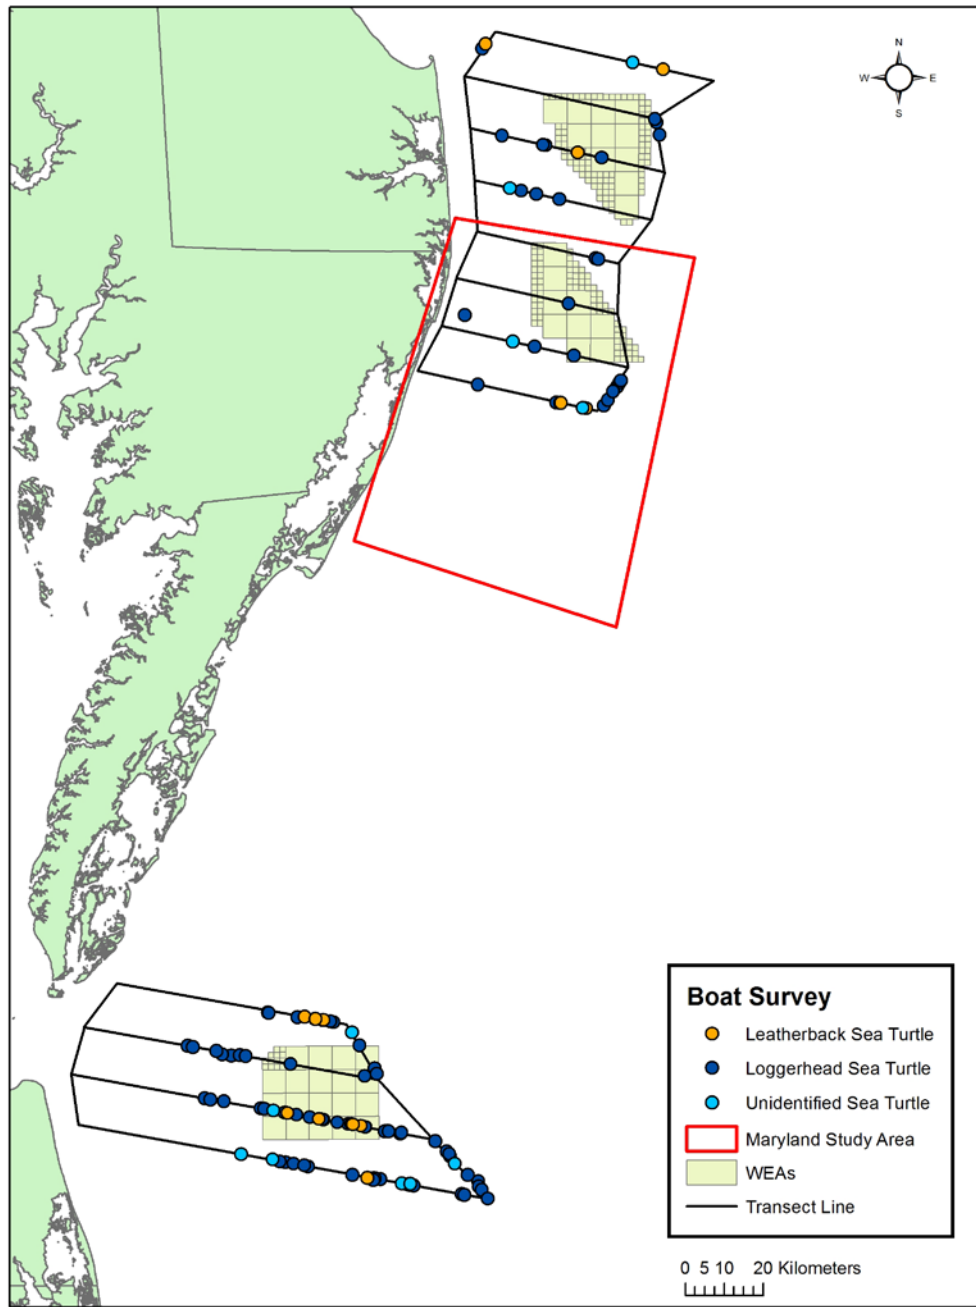 N
W E
S
Boat Survey
Leatherback Sea Turtle
Loggerhead Sea Turtle
Unidentified Sea Turtle
Maryland Study Area
WEAs
Transect Line
0 5 10 20 Kilometers